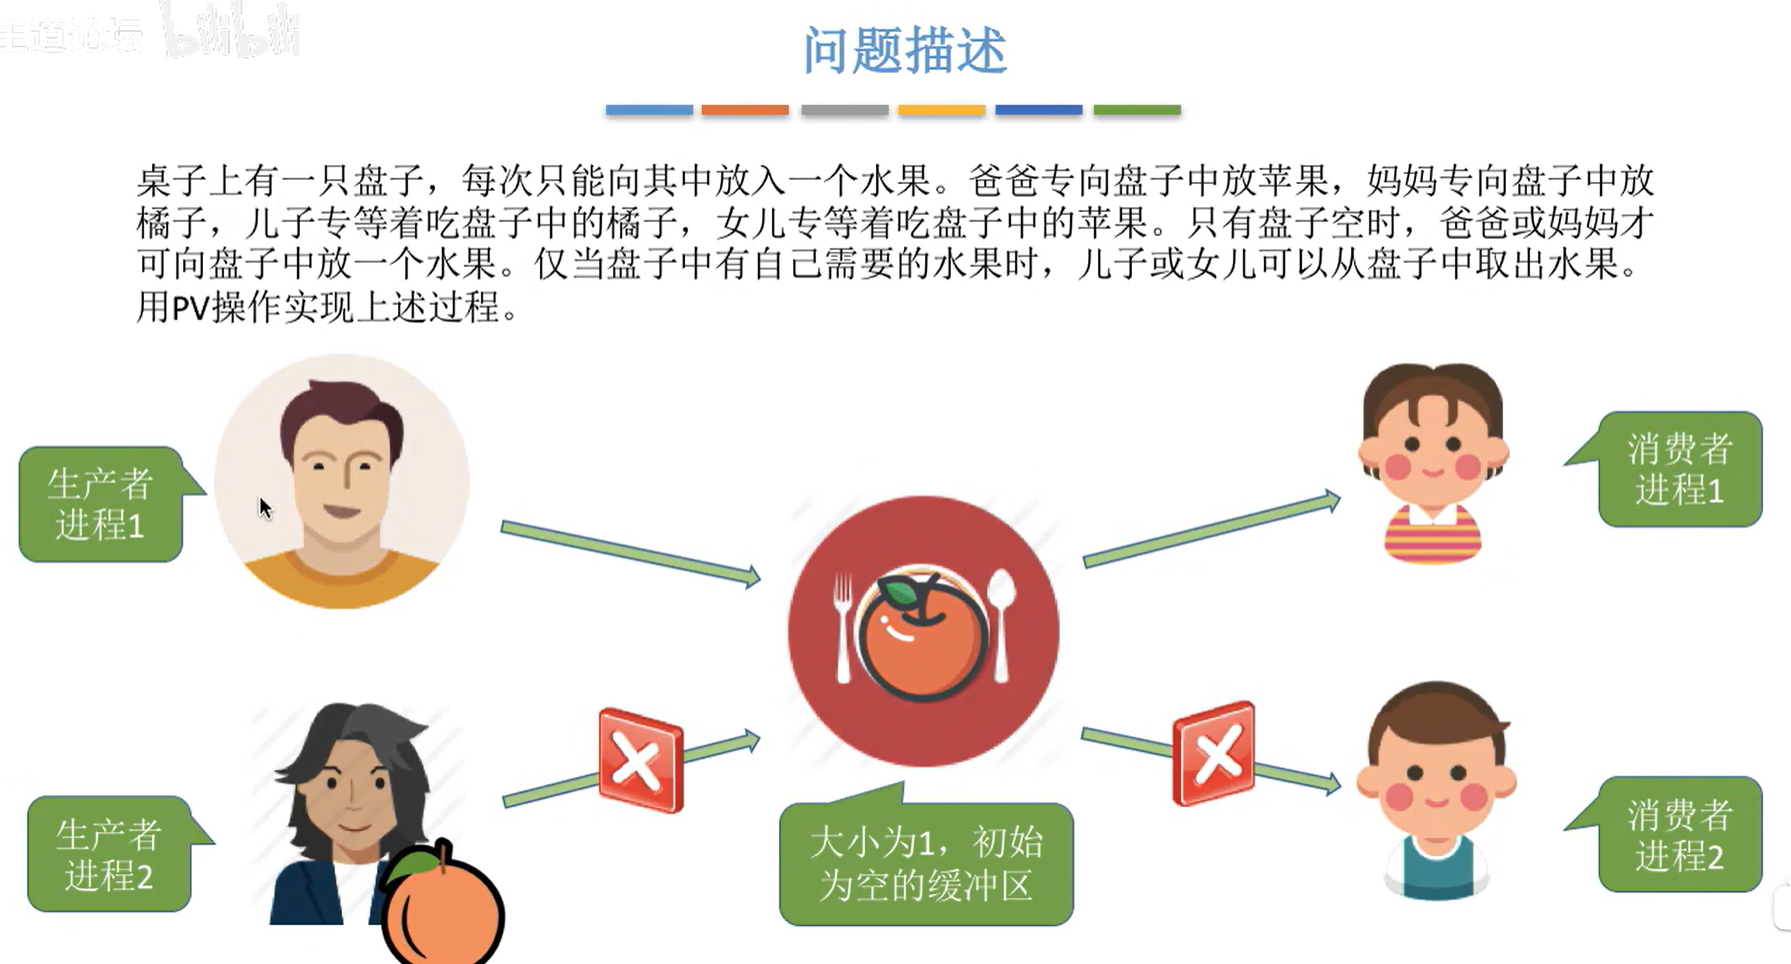 王道论坛 bilibili
问题描述
桌子上有一只盘子，每次只能向其中放入一个水果。爸爸专向盘子中放苹果，妈妈专向盘子中放
橘子，儿子专等着吃盘子中的橘子，女儿专等着吃盘子中的苹果。只有盘子空时，爸爸或妈妈才
可向盘子中放一个水果。仅当盘子中有自己需要的水果时，儿子或女儿可以从盘子中取出水果。
用PV操作实现上述过程。
生产者
进程1
消费者
进程1
生产者
进程2
大小为1，初始
为空的缓冲区
消费者
进程2